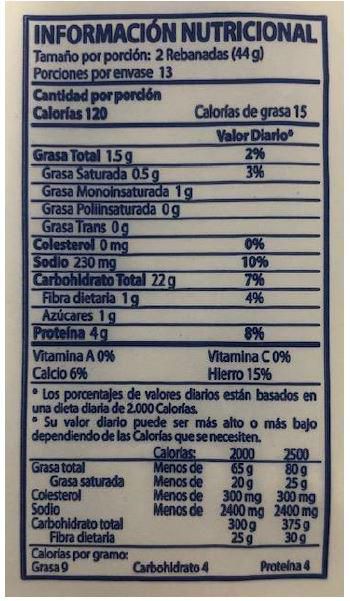 INFORMACIÓN NUTRICIONAL
Tamaño por porción: 2 Rebanadas (44 g)
Porciones por envase 13
Cantidad por porción
Calorías 120 Calorías de grasa 15
Valor Diario*
Grasa Total 1.5 g 2%
Grasa Saturada 0.5 g 3%
Grasa Monoinsaturada 1 g
Grasa Poliinsaturada 0 g
Grasa Trans 0 g
Colesterol 0 mg 0%
Sodio 230 mg 10%
Carbohidrato Total 22 g 7%
Fibra dietaria 1 g 4%
Azúcares 1 g
Proteína 4 g 8%
Vitamina A 0% Vitamina C 0%
Calcio 6% Hierro 15%
* Los porcentajes de valores diarios están basados en
una dieta diaria de 2.000 Calorías.
* Su valor diario puede ser más alto o más bajo
dependiendo de las Calorías que se necesiten.
Calorías: 2000 2500
Grasa total Menos de 65 g 80 g
Grasa saturada Menos de 20 g 25 g
Colesterol Menos de 300 mg 300 mg
Sodio Menos de 2400 mg 2400 mg
Carbohidrato total 300 g 375 g
Fibra dietaria 25 g 30 g
Calorías por gramo:
Grasa 9 Carbohidrato 4 Proteína 4